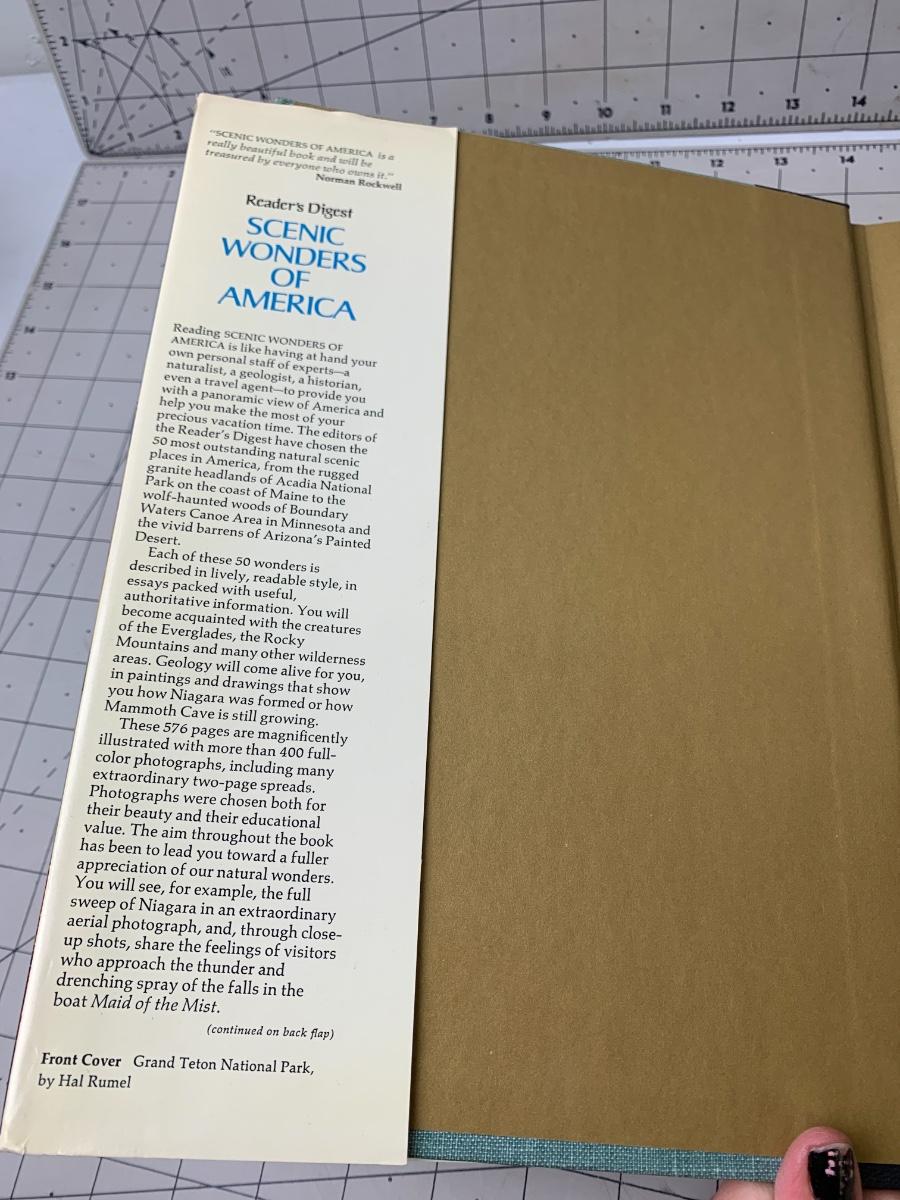 "SCENIC WONDERS OF AMERICA is a
really beautiful book and will be
treasured by everyone who owns it."
Norman Rockwell
Reader's Digest
SCENIC
WONDERS
OF
AMERICA
Reading SCENIC WONDERS OF
AMERICA is like having at hand your
own personal staff of experts—a
naturalist, a geologist, a historian,
even a travel agent—to provide you
with a panoramic view of America and
help you make the most of your
precious vacation time. The editors of
the Reader's Digest have chosen the
50 most outstanding natural scenic
places in America, from the rugged
granite headlands of Acadia National
Park on the coast of Maine to the
wolf-haunted woods of Boundary
Waters Canoe Area in Minnesota and
the vivid barrens of Arizona's Painted
Desert.
Each of these 50 wonders is
described in lively, readable style, in
essays packed with useful,
authoritative information. You will
become acquainted with the creatures
of the Everglades, the Rocky
Mountains and many other wilderness
areas. Geology will come alive for you,
in paintings and drawings that show
you how Niagara was formed or how
Mammoth Cave is still growing.
These 576 pages are magnificently
illustrated with more than 400 full-
color photographs, including many
extraordinary two-page spreads.
Photographs were chosen both for
their beauty and their educational
value. The aim throughout the book
has been to lead you toward a fuller
appreciation of our natural wonders.
You will see, for example, the full
sweep of Niagara in an extraordinary
aerial photograph, and, through close-
up shots, share the feelings of visitors
who approach the thunder and
drenching spray of the falls in the
boat Maid of the Mist.
(continued on back flap)
Front Cover Grand Teton National Park,
by Hal Rumel
7 8 9 10 11 12 13 14
12 13 14